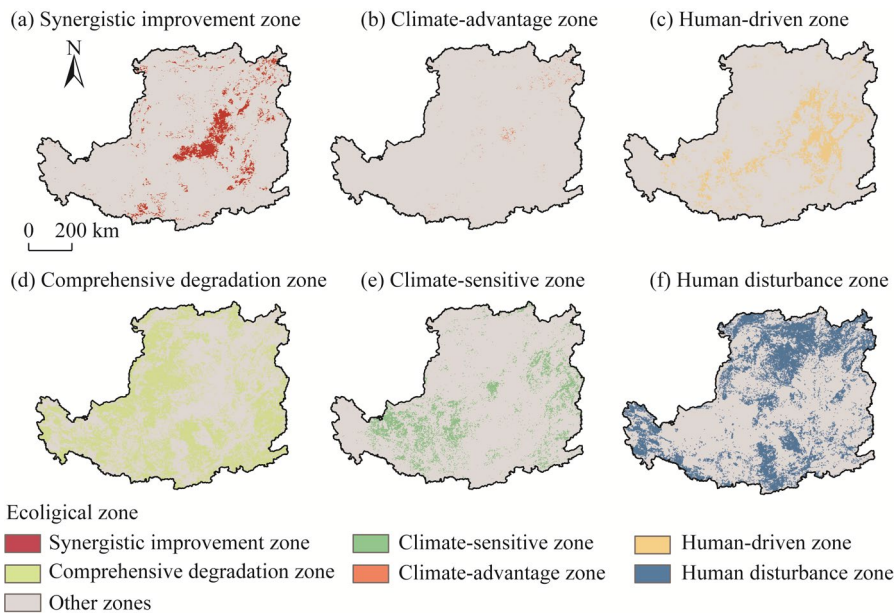 (a) Synergistic improvement zone
(b) Climate-advantage zone
(c) Human-driven zone
N
0 200 km
(d) Comprehensive degradation zone
(e) Climate-sensitive zone
(f) Human disturbance zone
Ecoligical zone
Synergistic improvement zone
Climate-sensitive zone
Human-driven zone
Comprehensive degradation zone
Climate-advantage zone
Human disturbance zone
Other zones